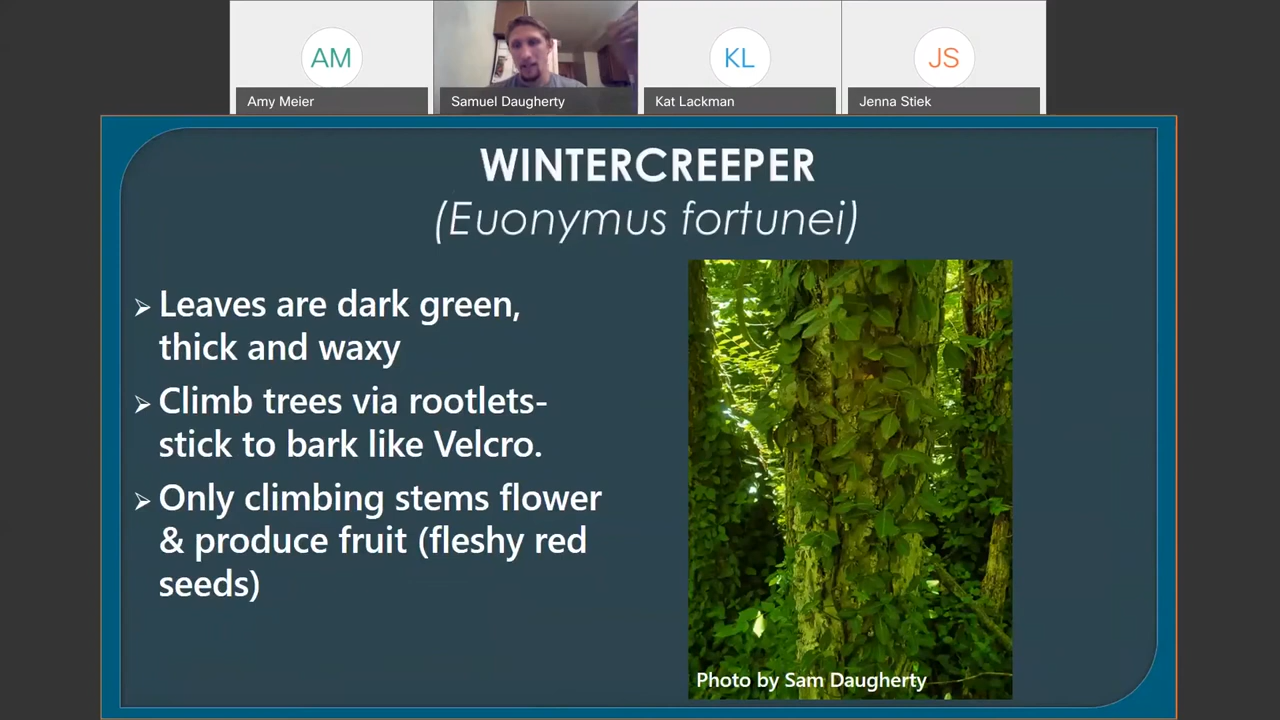 AM
Amy Meier
Samuel Daugherty
KL
Kat Lackman
JS
Jenna Stiek
WINTERCREEPER
(Euonymus fortunei)
➢ Leaves are dark green,
thick and waxy
➢ Climb trees via rootlets-
stick to bark like Velcro.
➢ Only climbing stems flower
& produce fruit (fleshy red
seeds)
Photo by Sam Daugherty